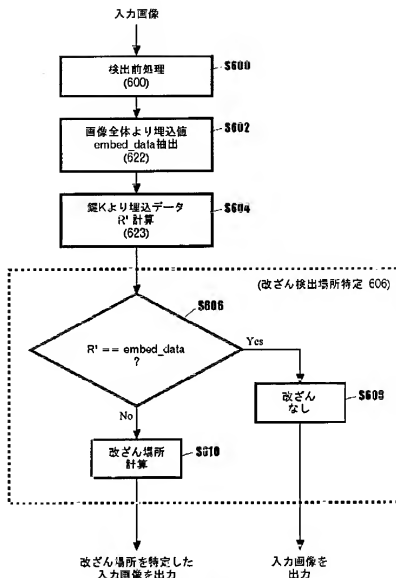 入力画像
S600
検出前処理
(600)
S602
画像全体より埋込値
embed_data抽出
(622)
S604
鍵Kより埋込データ
R' 計算
(623)
(改ざん検出場所特定 606)
S606
R' == embed_data
?
Yes
No
改ざん
なし
S609
改ざん場所
計算
S610
改ざん場所を特定した
入力画像を出力
入力画像を
出力